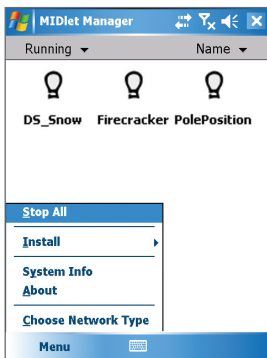 MIDlet Manager
Running Name
DS_Snow Firecracker PolePosition
Stop All
Install
System Info
About
Choose Network Type
Menu